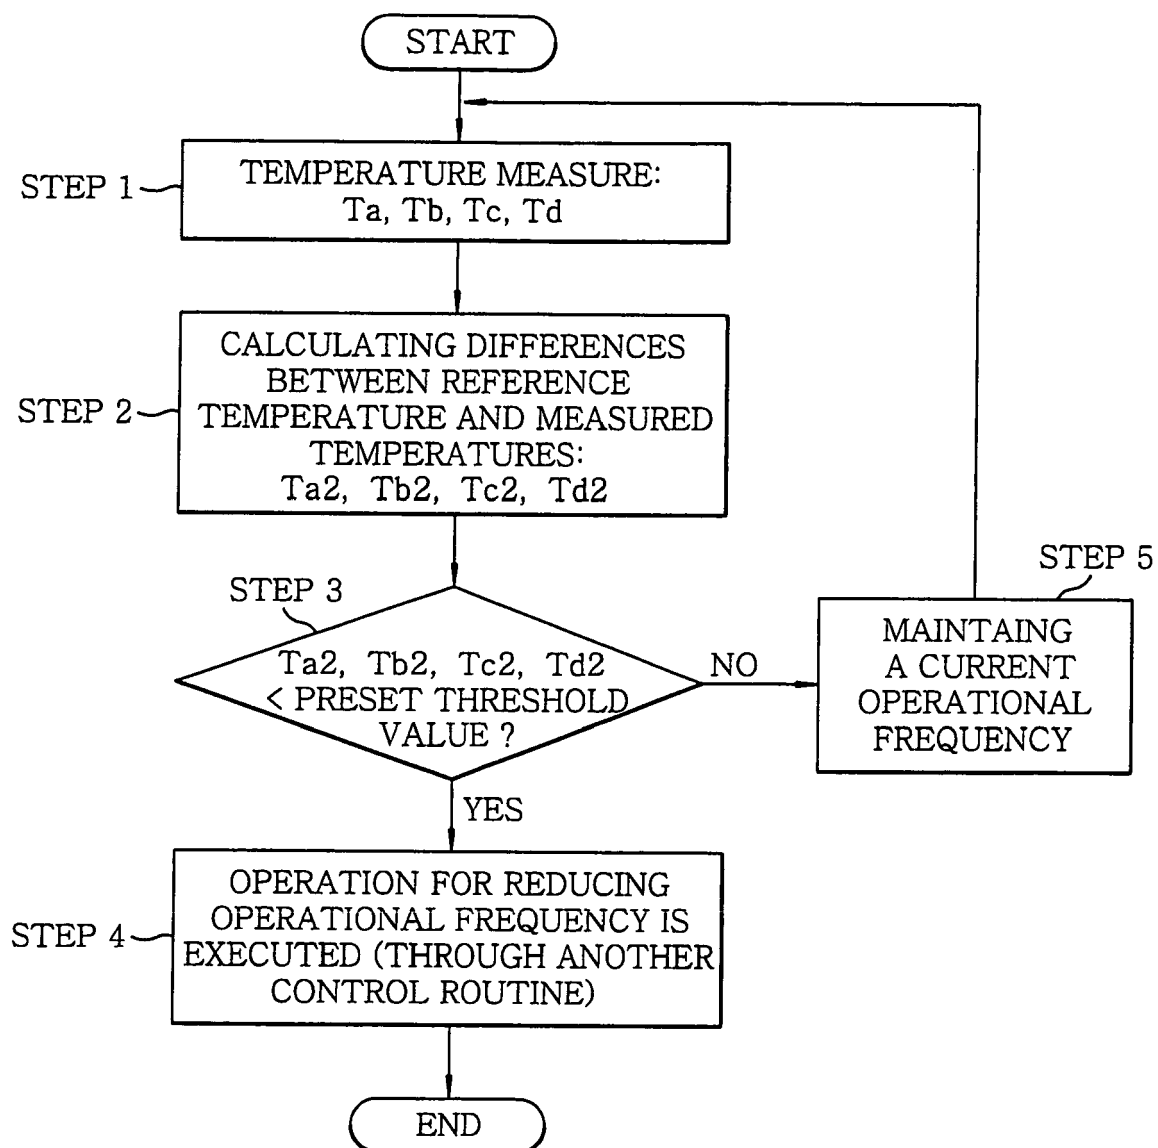 START
STEP 1
TEMPERATURE MEASURE:
Ta, Tb, Tc, Td
STEP 2
CALCULATING DIFFERENCES
BETWEEN REFERENCE
TEMPERATURE AND MEASURED
TEMPERATURES:
Ta2, Tb2, Tc2, Td2
STEP 3
Ta2, Tb2, Tc2, Td2
< PRESET THRESHOLD
VALUE ?
NO
STEP 5
MAINTAING
A CURRENT
OPERATIONAL
FREQUENCY
YES
STEP 4
OPERATION FOR REDUCING
OPERATIONAL FREQUENCY IS
EXECUTED (THROUGH ANOTHER
CONTROL ROUTINE)
END